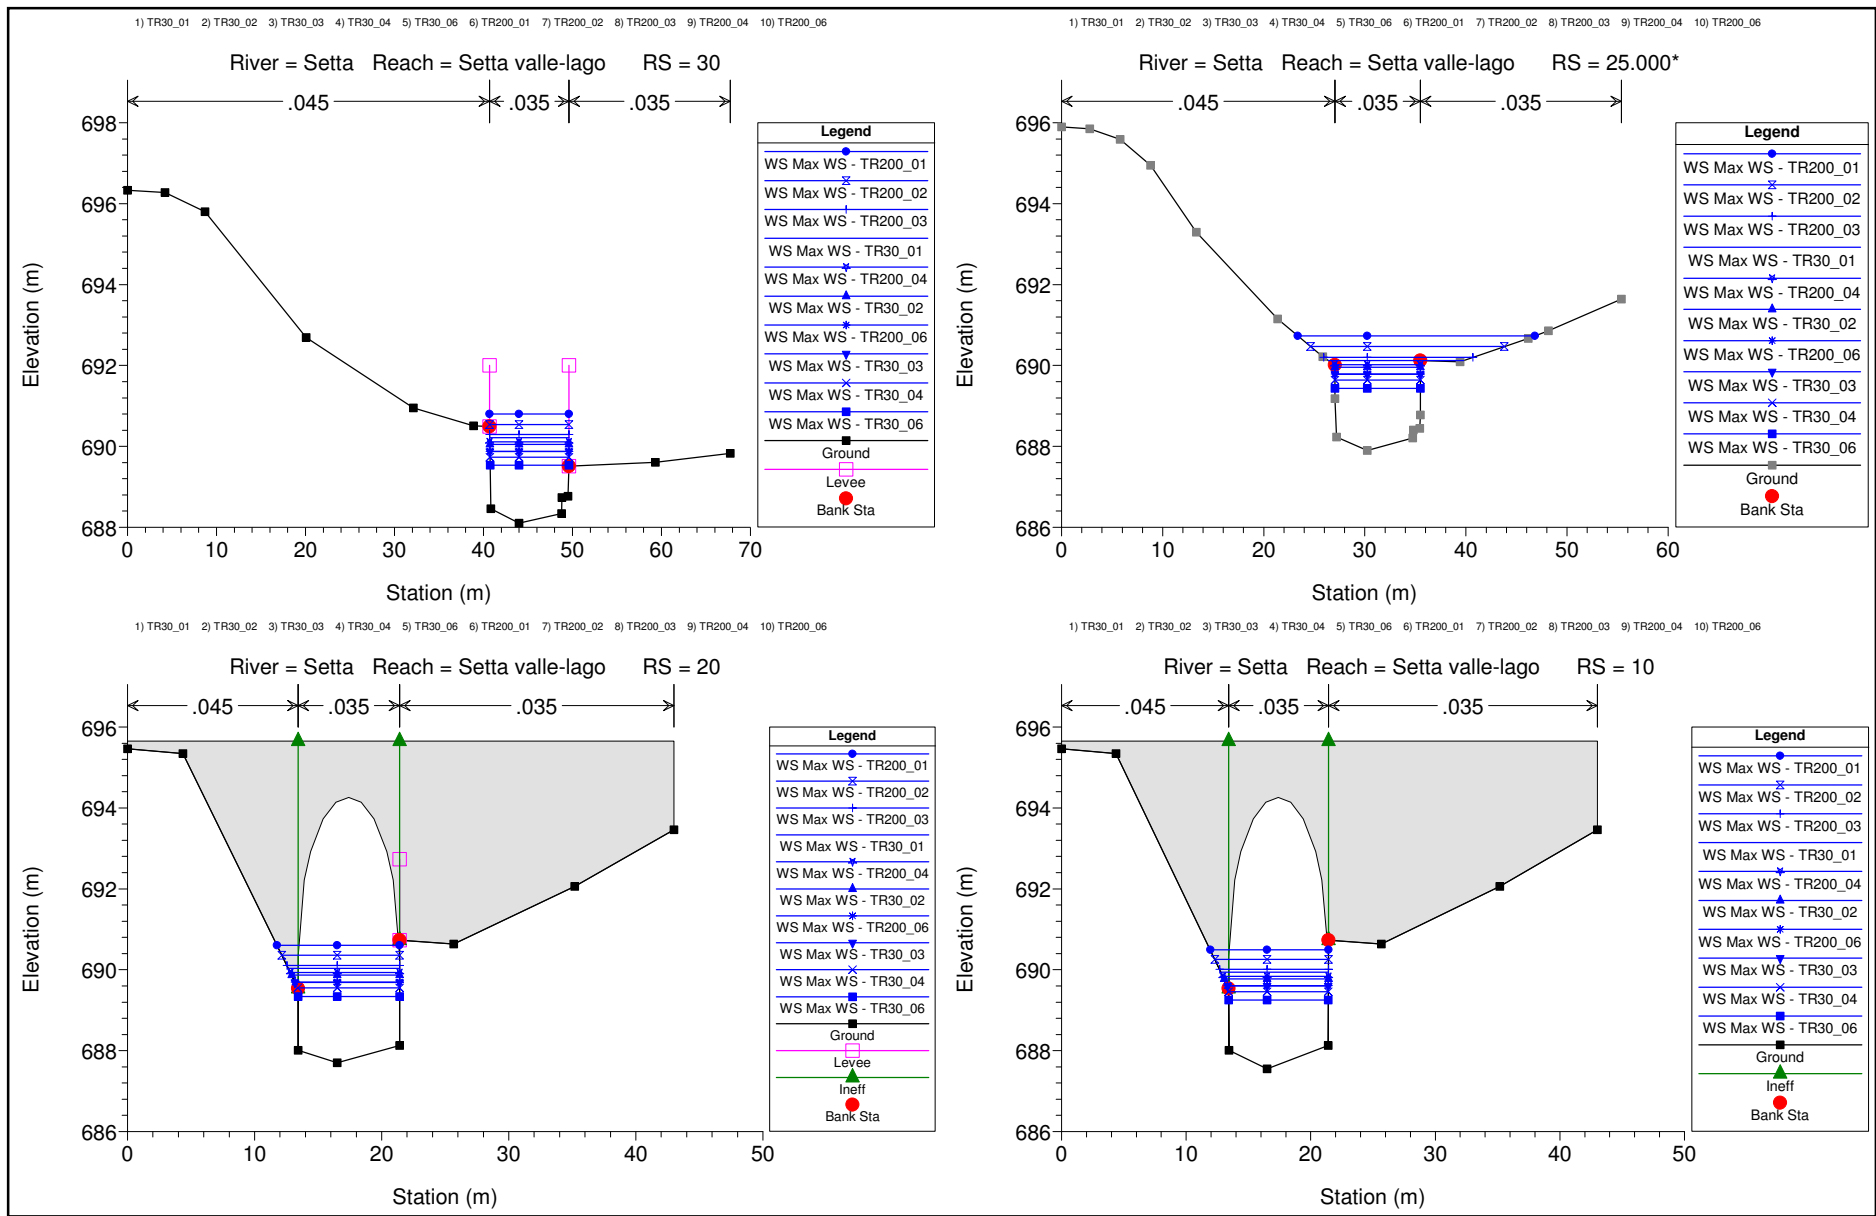 1) TR30_01 2) TR30_02 3) TR30_03 4) TR30_04 5) TR30_06 6) TR200_01 7) TR200_02 8) TR200_03 9) TR200_04 10) TR200_06
River = Setta Reach = Setta valle-lago RS = 30
.045 .035 .035
698
696
694
692
690
688
Elevation (m)
0 10 20 30 40 50 60 70
Station (m)
Legend
WS Max WS - TR200_01
WS Max WS - TR200_02
WS Max WS - TR200_03
WS Max WS - TR30_01
WS Max WS - TR200_04
WS Max WS - TR30_02
WS Max WS - TR200_06
WS Max WS - TR30_03
WS Max WS - TR30_04
WS Max WS - TR30_06
Ground
Levee
Bank Sta
1) TR30_01 2) TR30_02 3) TR30_03 4) TR30_04 5) TR30_06 6) TR200_01 7) TR200_02 8) TR200_03 9) TR200_04 10) TR200_06
River = Setta Reach = Setta valle-lago RS = 25.000*
.045 .035 .035
696
694
692
690
688
686
Elevation (m)
0 10 20 30 40 50 60
Station (m)
Legend
WS Max WS - TR200_01
WS Max WS - TR200_02
WS Max WS - TR200_03
WS Max WS - TR30_01
WS Max WS - TR200_04
WS Max WS - TR30_02
WS Max WS - TR200_06
WS Max WS - TR30_03
WS Max WS - TR30_04
WS Max WS - TR30_06
Ground
Bank Sta
1) TR30_01 2) TR30_02 3) TR30_03 4) TR30_04 5) TR30_06 6) TR200_01 7) TR200_02 8) TR200_03 9) TR200_04 10) TR200_06
River = Setta Reach = Setta valle-lago RS = 20
.045 .035 .035
696
694
692
690
688
686
Elevation (m)
0 10 20 30 40 50
Station (m)
Legend
WS Max WS - TR200_01
WS Max WS - TR200_02
WS Max WS - TR200_03
WS Max WS - TR30_01
WS Max WS - TR200_04
WS Max WS - TR30_02
WS Max WS - TR200_06
WS Max WS - TR30_03
WS Max WS - TR30_04
WS Max WS - TR30_06
Ground
Levee
Ineff
Bank Sta
1) TR30_01 2) TR30_02 3) TR30_03 4) TR30_04 5) TR30_06 6) TR200_01 7) TR200_02 8) TR200_03 9) TR200_04 10) TR200_06
River = Setta Reach = Setta valle-lago RS = 10
.045 .035 .035
696
694
692
690
688
686
Elevation (m)
0 10 20 30 40 50
Station (m)
Legend
WS Max WS - TR200_01
WS Max WS - TR200_02
WS Max WS - TR200_03
WS Max WS - TR30_01
WS Max WS - TR200_04
WS Max WS - TR30_02
WS Max WS - TR200_06
WS Max WS - TR30_03
WS Max WS - TR30_04
WS Max WS - TR30_06
Ground
Ineff
Bank Sta